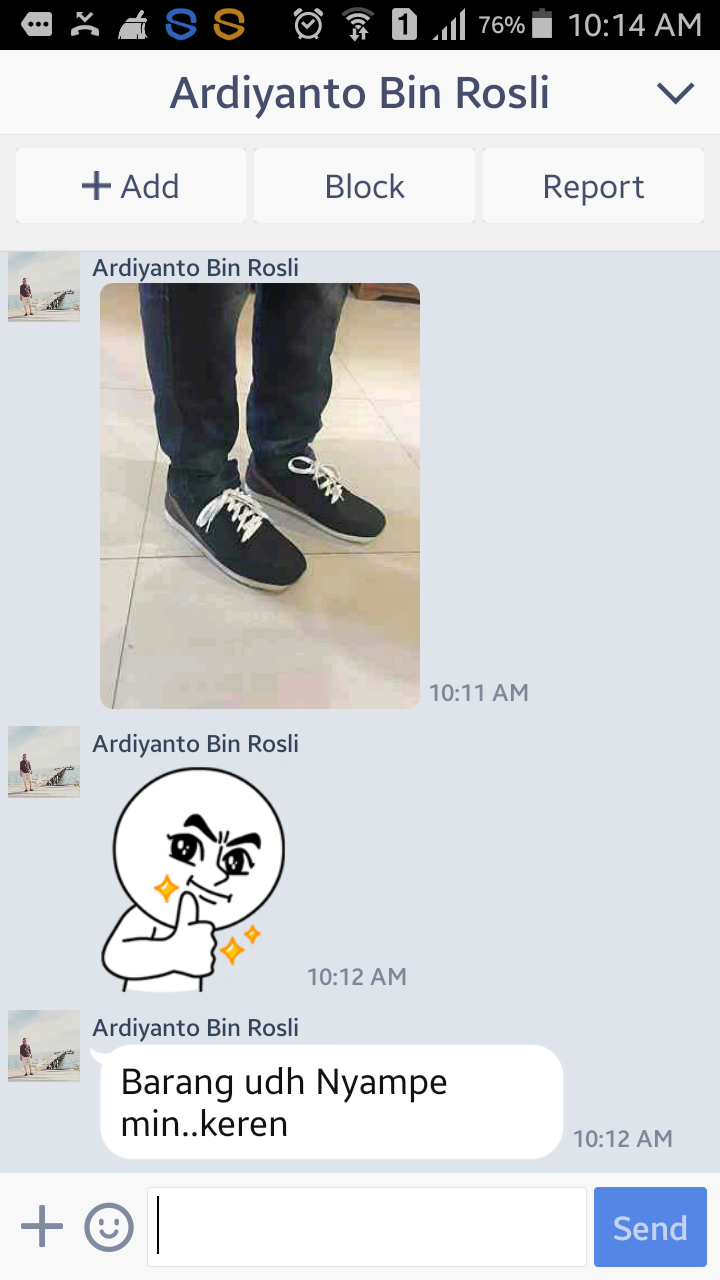 1 76% 10:14 AM
Ardiyanto Bin Rosli
+ Add Block Report
Ardiyanto Bin Rosli
10:11 AM
Ardiyanto Bin Rosli
10:12 AM
Ardiyanto Bin Rosli
Barang udh Nyampe
min..keren
10:12 AM
Send